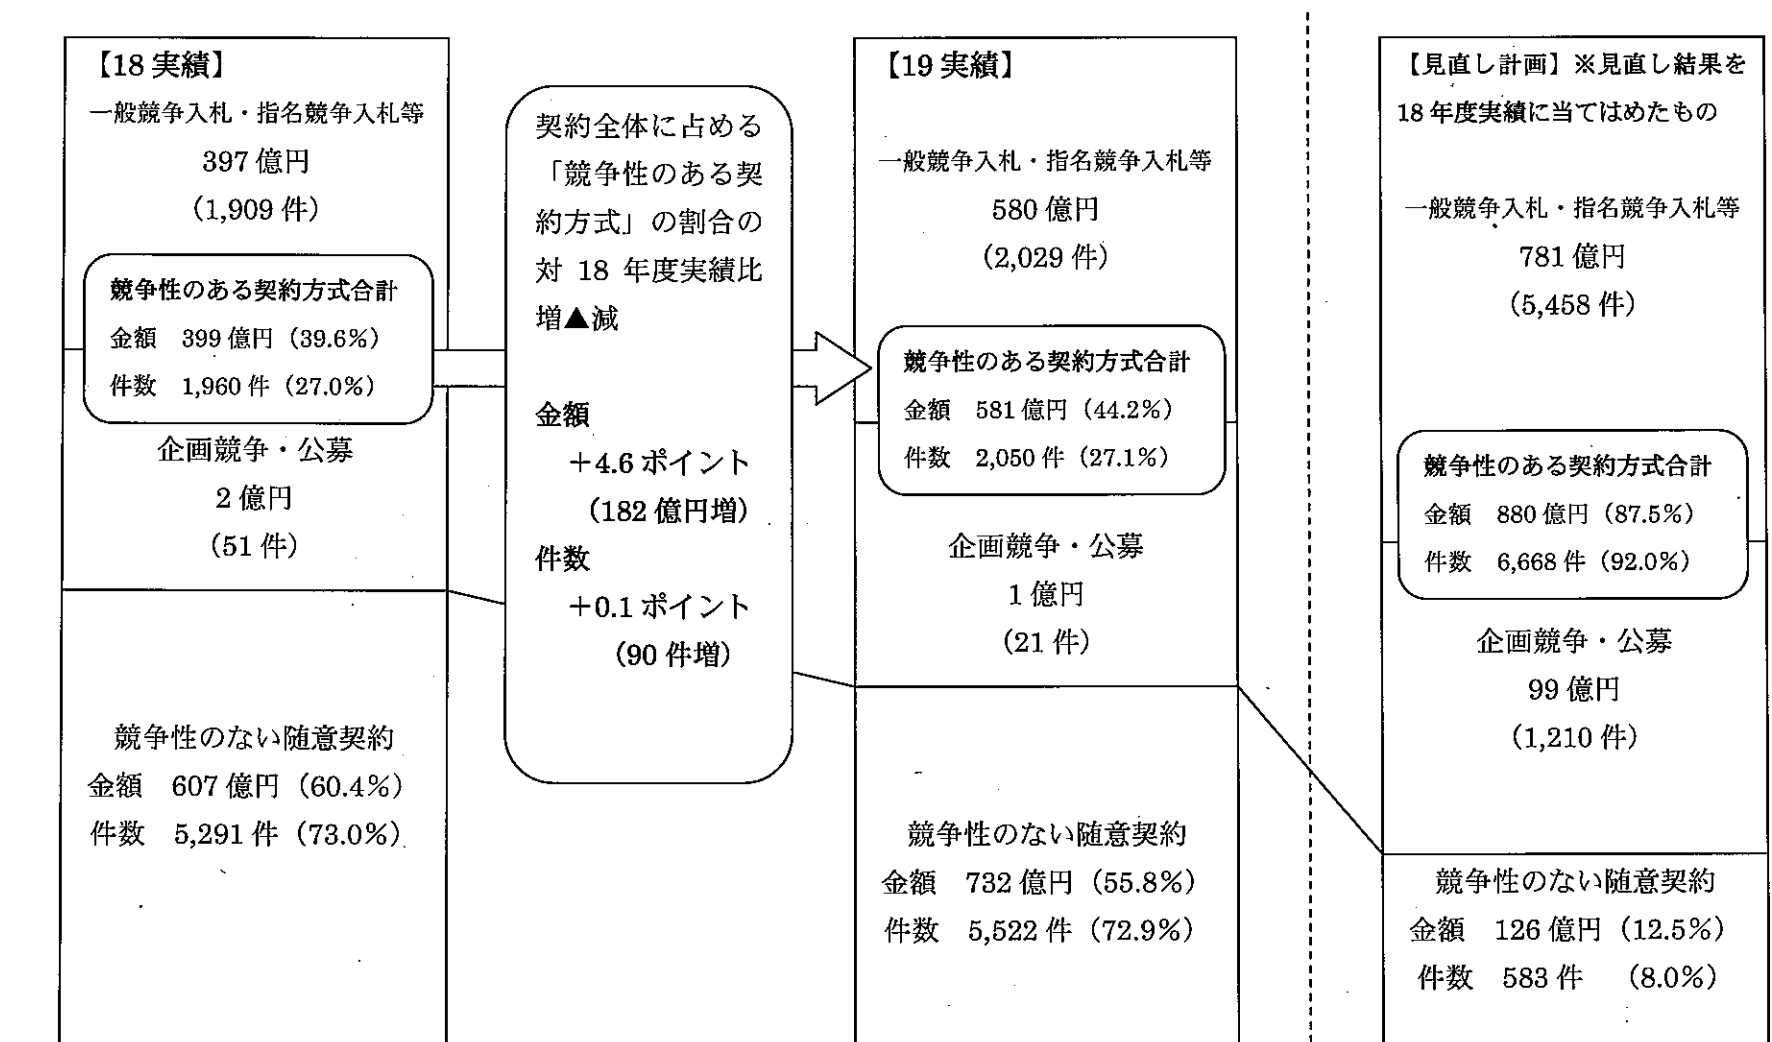 【18 実績】
一般競争入札・指名競争入札等
397 億円
（1,909 件）
競争性のある契約方式合計
金額　399 億円（39.6%）
件数　1,960 件（27.0%）
企画競争・公募
2 億円
（51 件）
競争性のない随意契約
金額　607 億円（60.4%）
件数　5,291 件（73.0%）
契約全体に占める
「競争性のある契
約方式」の割合の
対 18 年度実績比
増▲減
金額
＋4.6 ポイント
（182 億円増）
件数
＋0.1 ポイント
（90 件増）
【19 実績】
一般競争入札・指名競争入札等
580 億円
（2,029 件）
競争性のある契約方式合計
金額　581 億円（44.2%）
件数　2,050 件（27.1%）
企画競争・公募
1 億円
（21 件）
競争性のない随意契約
金額　732 億円（55.8%）
件数　5,522 件（72.9%）
【見直し計画】※見直し結果を
18 年度実績に当てはめたもの
一般競争入札・指名競争入札等
781 億円
（5,458 件）
競争性のある契約方式合計
金額　880 億円（87.5%）
件数　6,668 件（92.0%）
企画競争・公募
99 億円
（1,210 件）
競争性のない随意契約
金額　126 億円（12.5%）
件数　583 件　（8.0%）